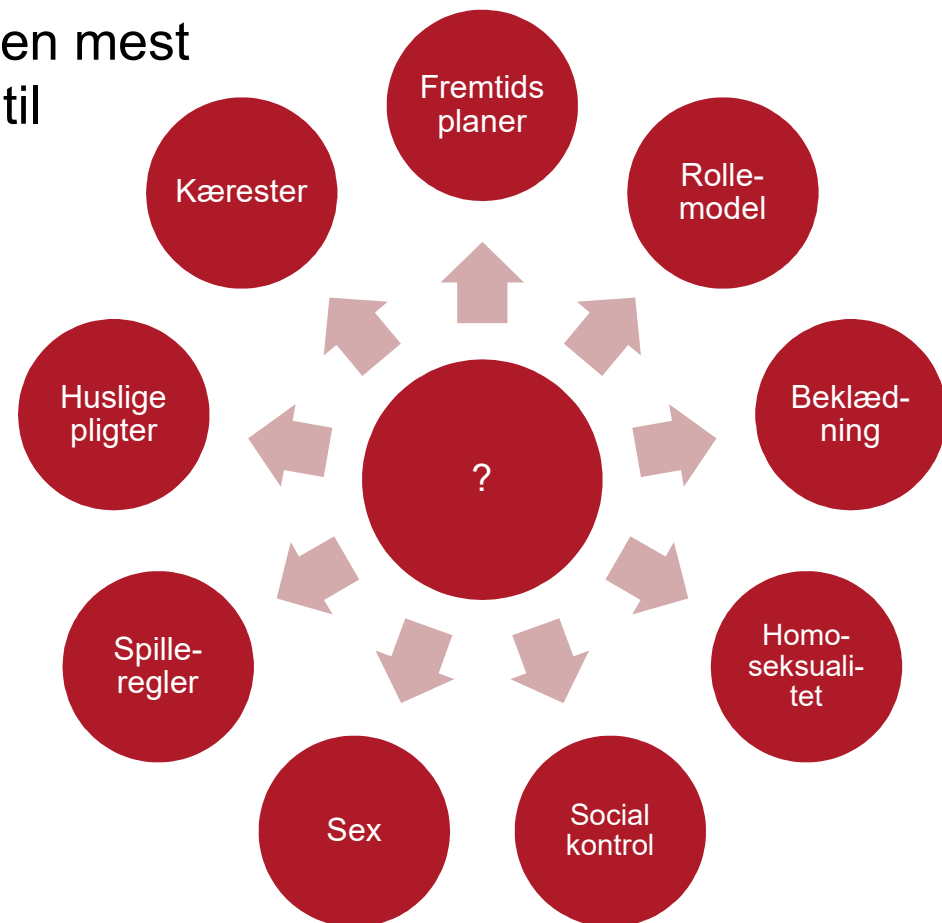 en mest
til
Fremtids
planer
Rolle-
model
Beklæd-
ning
Homo-
seksuali-
tet
Social
kontrol
Sex
Spille-
regler
Huslige
pligter
Kærester
?